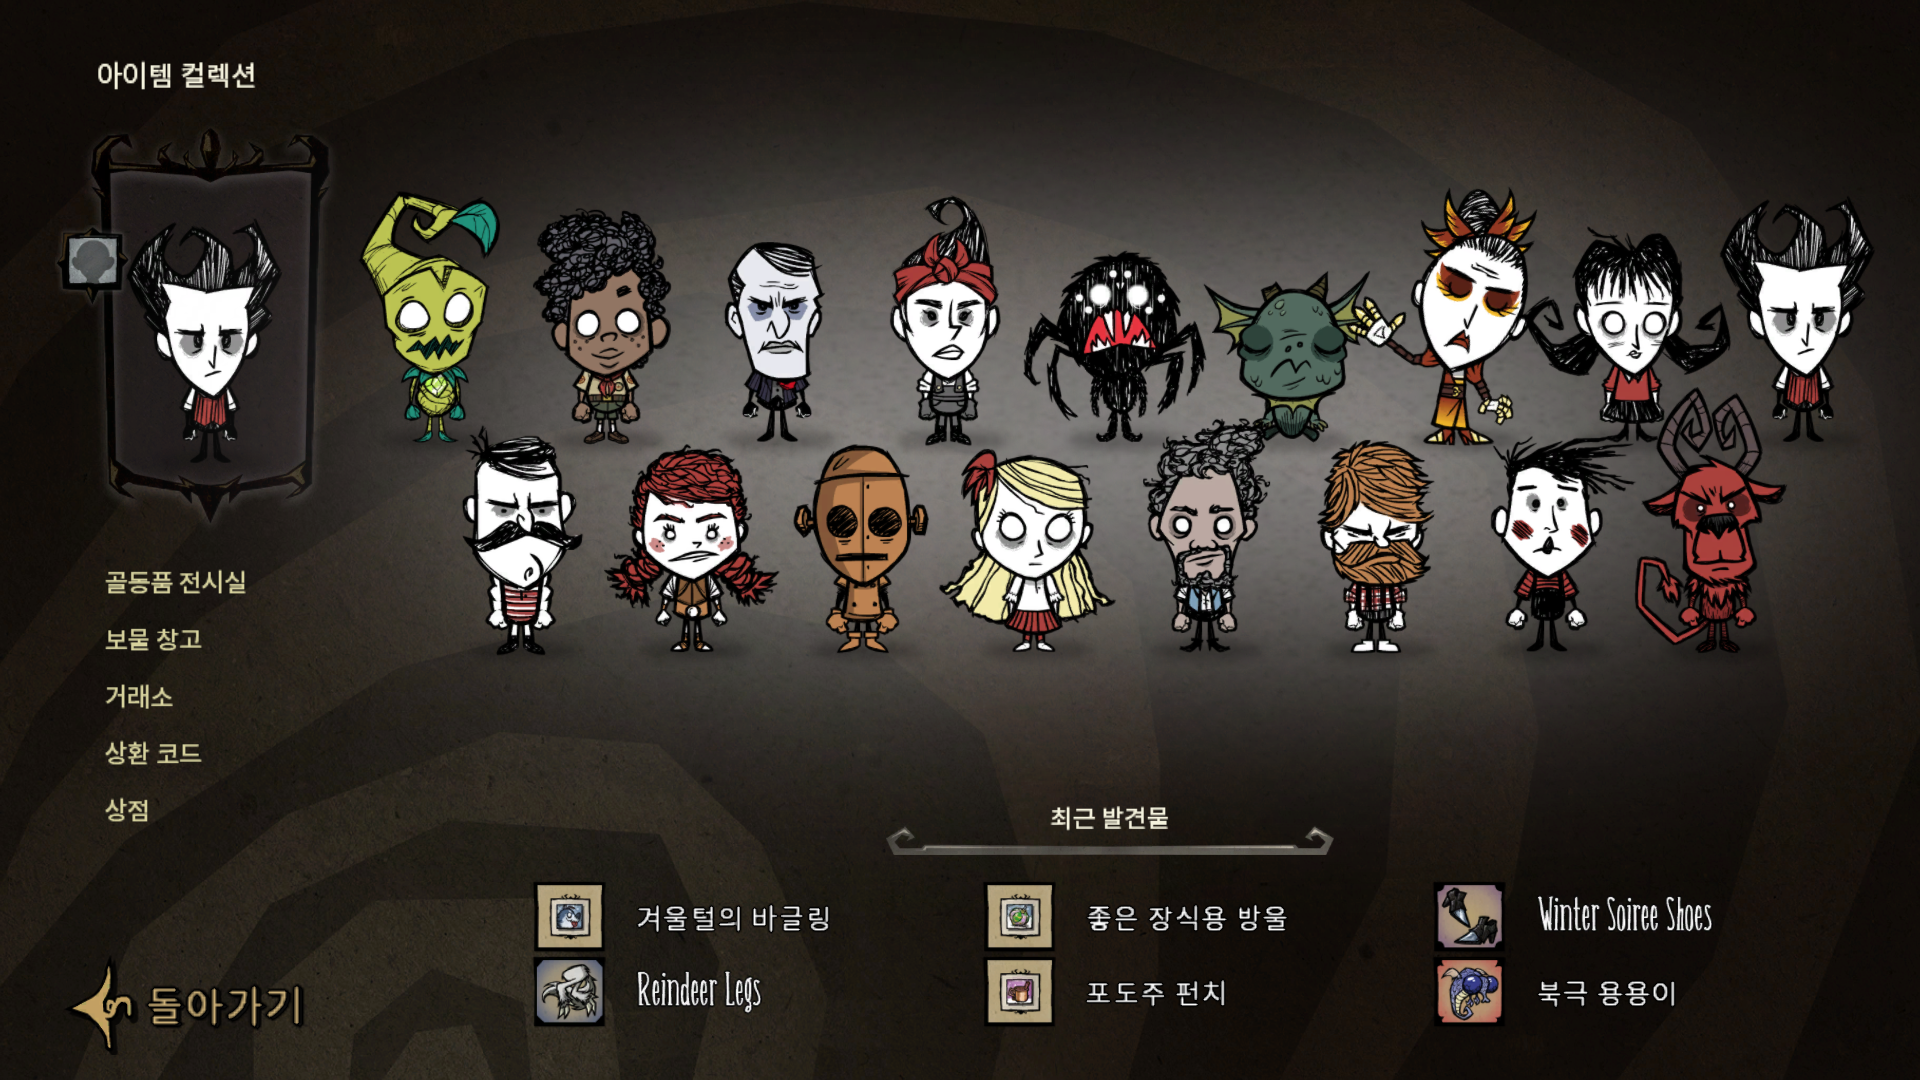 아이템 컬렉션
골동품 전시실
보물 창고
거래소
상환 코드
상점
돌아가기
최근 발견물
겨울털의 바글링
좋은 장식용 방울
Winter Soiree Shoes
Reindeer Legs
포도주 펀치
북극 용용이